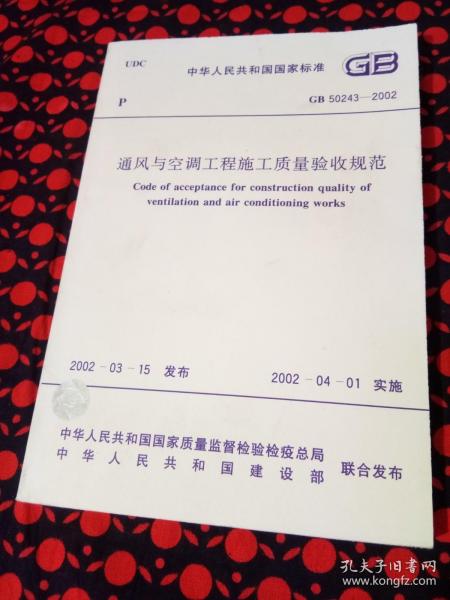 UDC
中华人民共和国国家标准 GB
P
GB 50243—2002
通风与空调工程施工质量验收规范
Code of acceptance for construction quality of
ventilation and air conditioning works
2002－03－15 发布
2002－04－01 实施
中华人民共和国国家质量监督检验检疫总局
中华人民共和国建设部
联合发布
孔夫子旧书网
www.kongfz.com